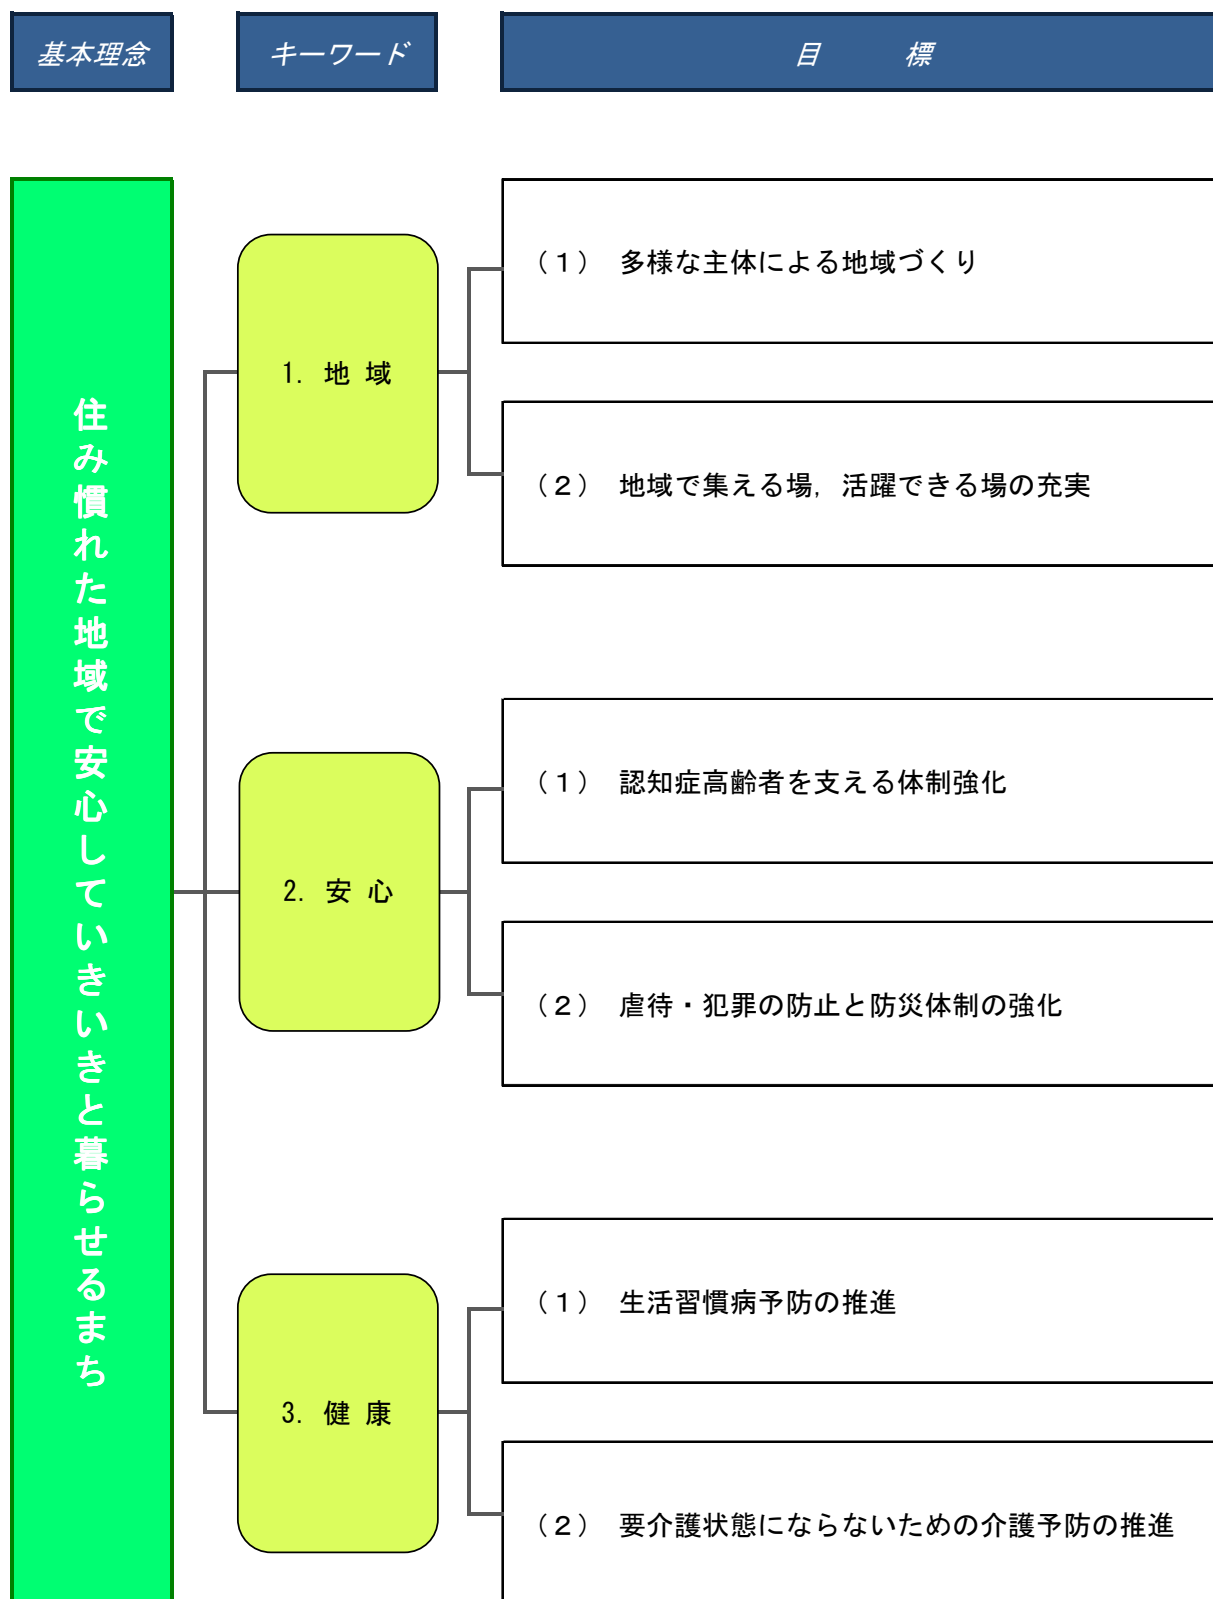 基本理念
キーワード
目標
住み慣れた地域で安心していきいきと暮らせるまち
1. 地 域
（１） 多様な主体による地域づくり
（２） 地域で集える場，活躍できる場の充実
2. 安 心
（１） 認知症高齢者を支える体制強化
（２） 虐待・犯罪の防止と防災体制の強化
3. 健 康
（１） 生活習慣病予防の推進
（２） 要介護状態にならないための介護予防の推進